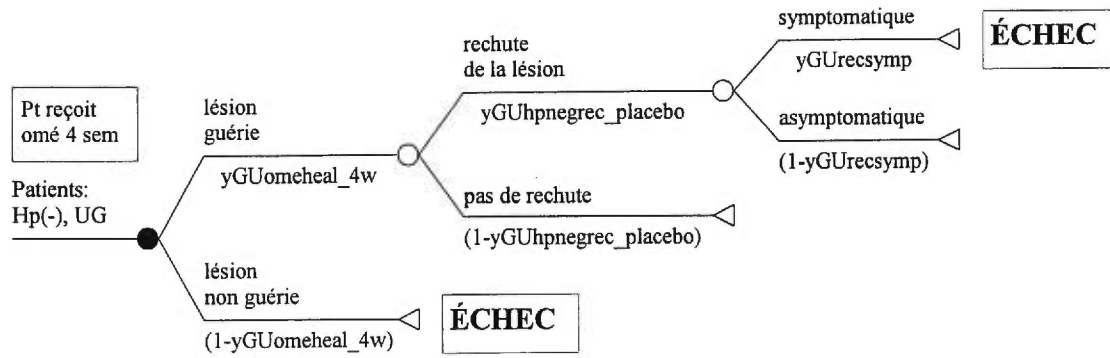 symptomatique
ÉCHEC
yGUrecsymp
rechute
de la lésion
yGUhpnegrec_placebo
asymptomatique
(1-yGUrecsymp)
Pt reçoit
omé 4 sem
lésion
guérie
yGUomeheal_4w
pas de rechute
(1-yGUhpnegrec_placebo)
Patients:
Hp(-), UG
lésion
non guérie
(1-yGUomeheal_4w)
ÉCHEC